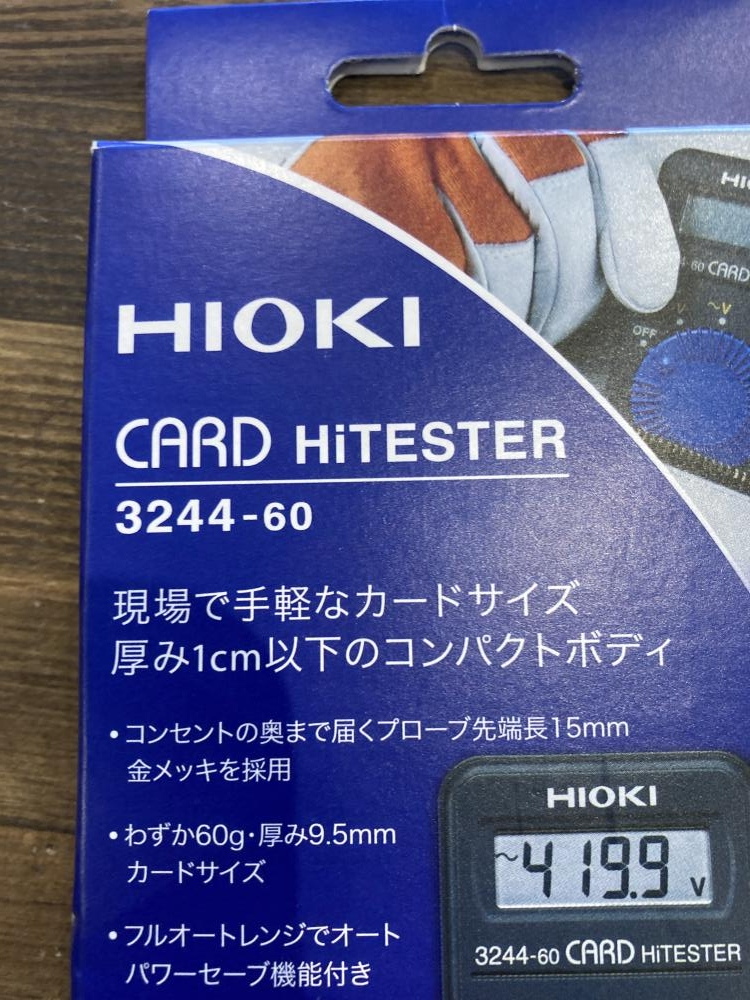 HIOKI
CARD HiTESTER
3244-60
現場で手軽なカードサイズ
厚み1cm以下のコンパクトボディ
・コンセントの奥まで届くプローブ先端長15mm
金メッキを採用
・わずか60g・厚み9.5mm
カードサイズ
・フルオートレンジでオート
パワーセーブ機能付き
HIOKI
~419.9 V
3244-60 CARD HiTESTER
60 CARD
OFF
~V